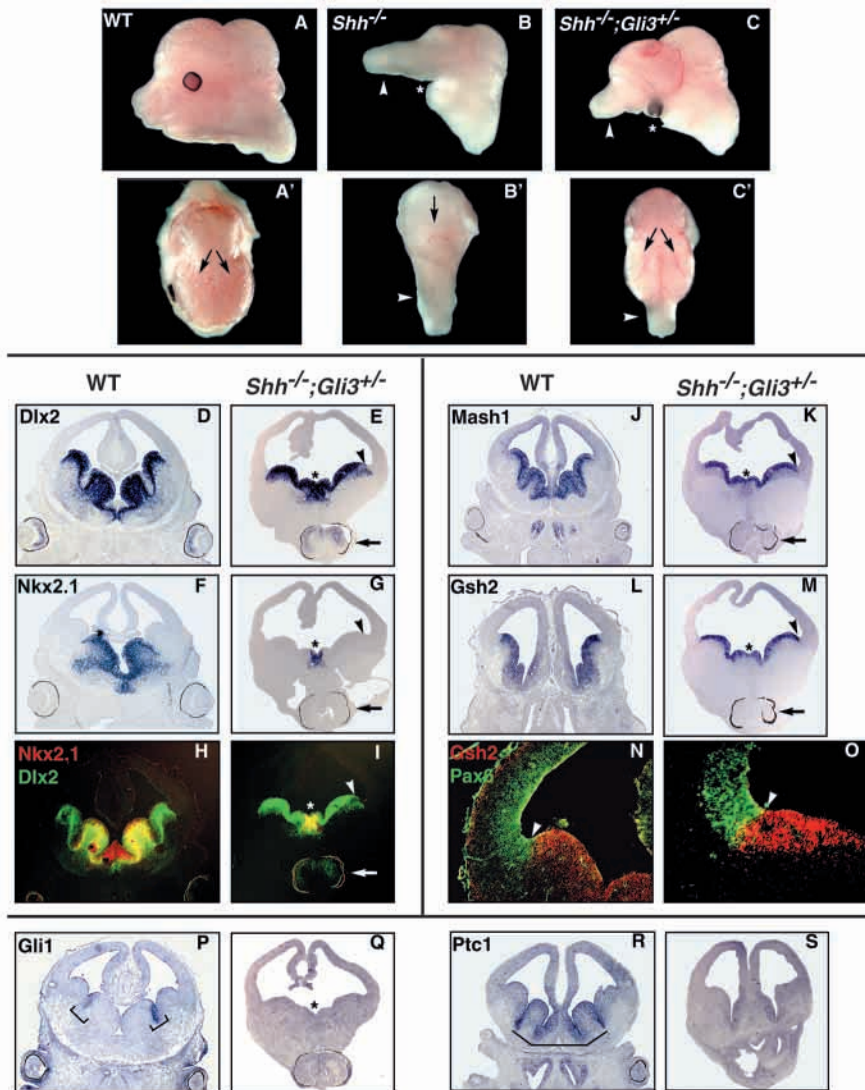 WT A
Shh-/- B
Shh-/-;Gli3+/- C
*
*
A'
B'
C'
WT
Shh-/-;Gli3+/-
WT
Shh-/-;Gli3+/-
Dlx2 D
E
*
Mash1 J
K
*
Nkx2.1 F
G
*
Gsh2 L
M
*
Nkx2.1 H
Dlx2
I
*
Gsh2 N
Pax6
O
Gli1 P
Q
*
Ptc1 R
S